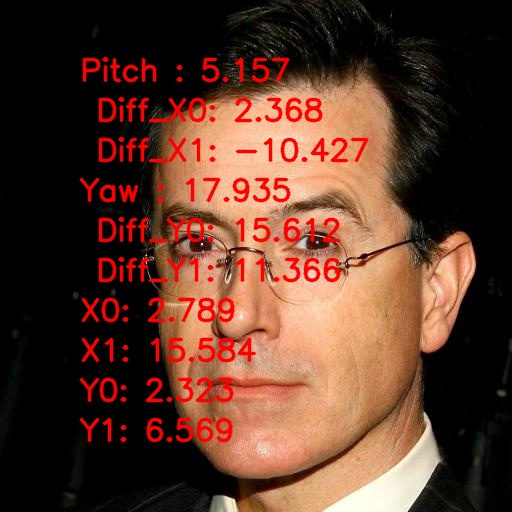 Pitch : 5.157
Diff_X0: 2.368
Diff_X1: -10.427
Yaw : 17.935
Diff_Y0: 15.612
Diff_Y1: 11.366
X0: 2.789
X1: 15.584
Y0: 2.323
Y1: 6.569